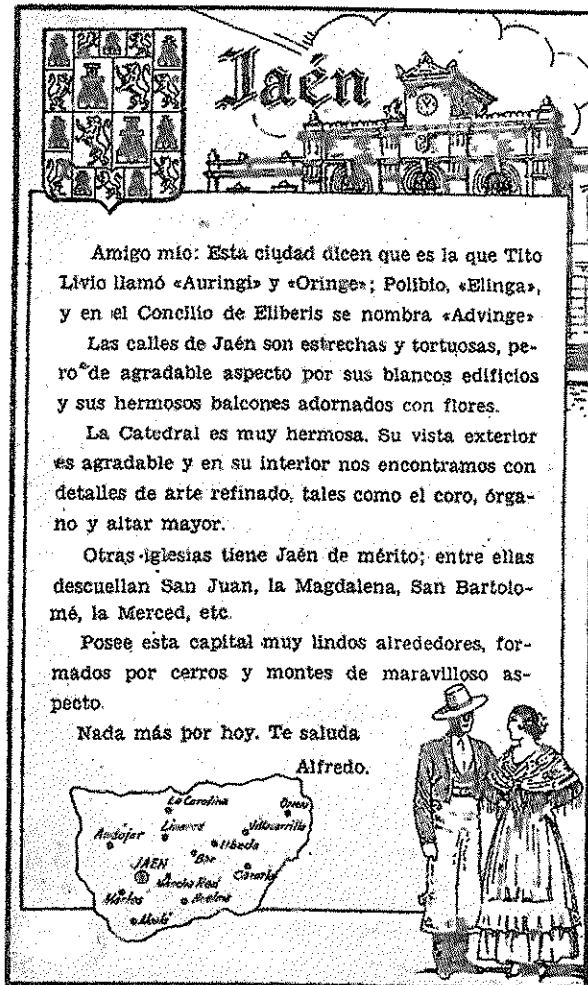 Jaén
Amigo mío: Esta ciudad dicen que es la que Tito
Livio llamó «Auringi» y «Oringe»; Polibio, «Elinga»,
y en el Concilio de Eliberis se nombra «Advinge»
Las calles de Jaén son estrechas y tortuosas, pe-
ro de agradable aspecto por sus blancos edificios
y sus hermosos balcones adornados con flores.
La Catedral es muy hermosa. Su vista exterior
es agradable y en su interior nos encontramos con
detalles de arte refinado, tales como el coro, órga-
no y altar mayor.
Otras iglesias tiene Jaén de mérito; entre ellas
descuellan San Juan, la Magdalena, San Bartolo-
mé, la Merced, etc.
Posee esta capital muy lindos alrededores, for-
mados por cerros y montes de maravilloso as-
pecto.
Nada más por hoy. Te saluda
Alfredo.
La Carolina
Linares
Villacarrillo
Andújar
Ubeda
JAEN
Mancha Real
Cazorla
Martos